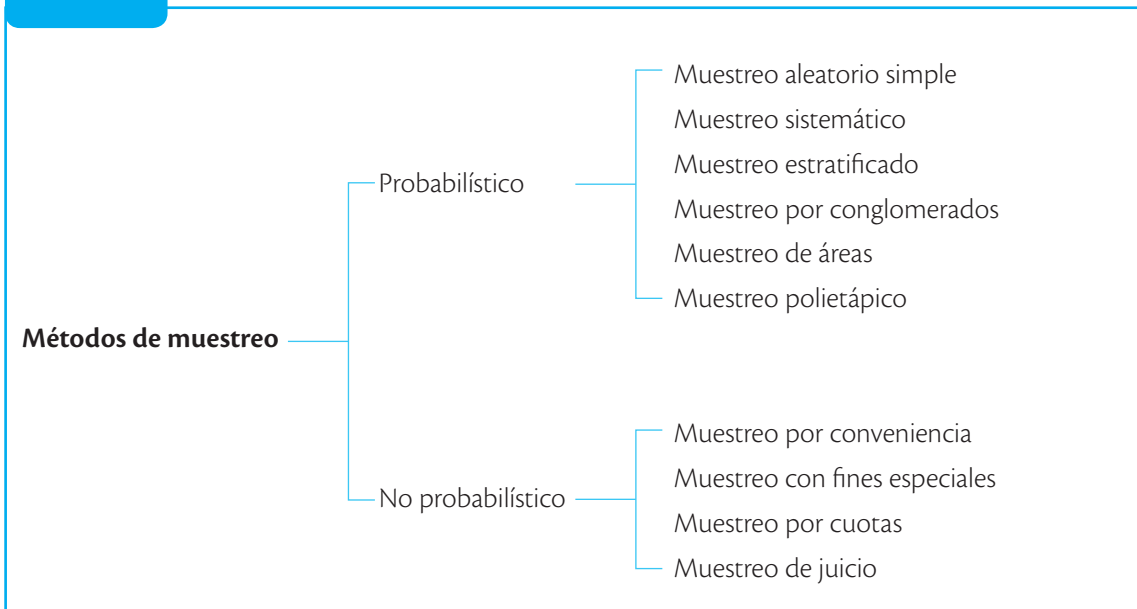 Métodos de muestreo
Probabilístico
Muestreo aleatorio simple
Muestreo sistemático
Muestreo estratificado
Muestreo por conglomerados
Muestreo de áreas
Muestreo polietápico
No probabilístico
Muestreo por conveniencia
Muestreo con fines especiales
Muestreo por cuotas
Muestreo de juicio